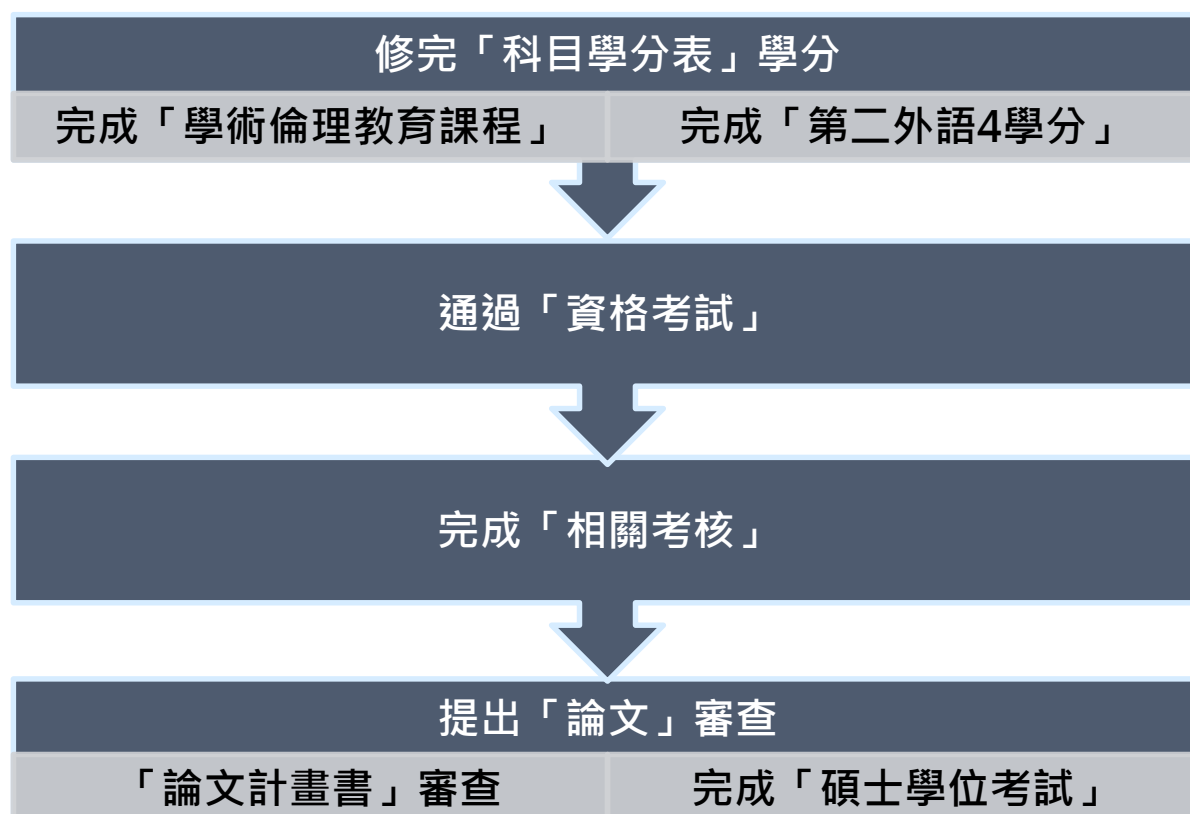 修完「科目學分表」學分
完成「學術倫理教育課程」
完成「第二外語4學分」
通過「資格考試」
完成「相關考核」
提出「論文」審查
「論文計畫書」審查
完成「碩士學位考試」